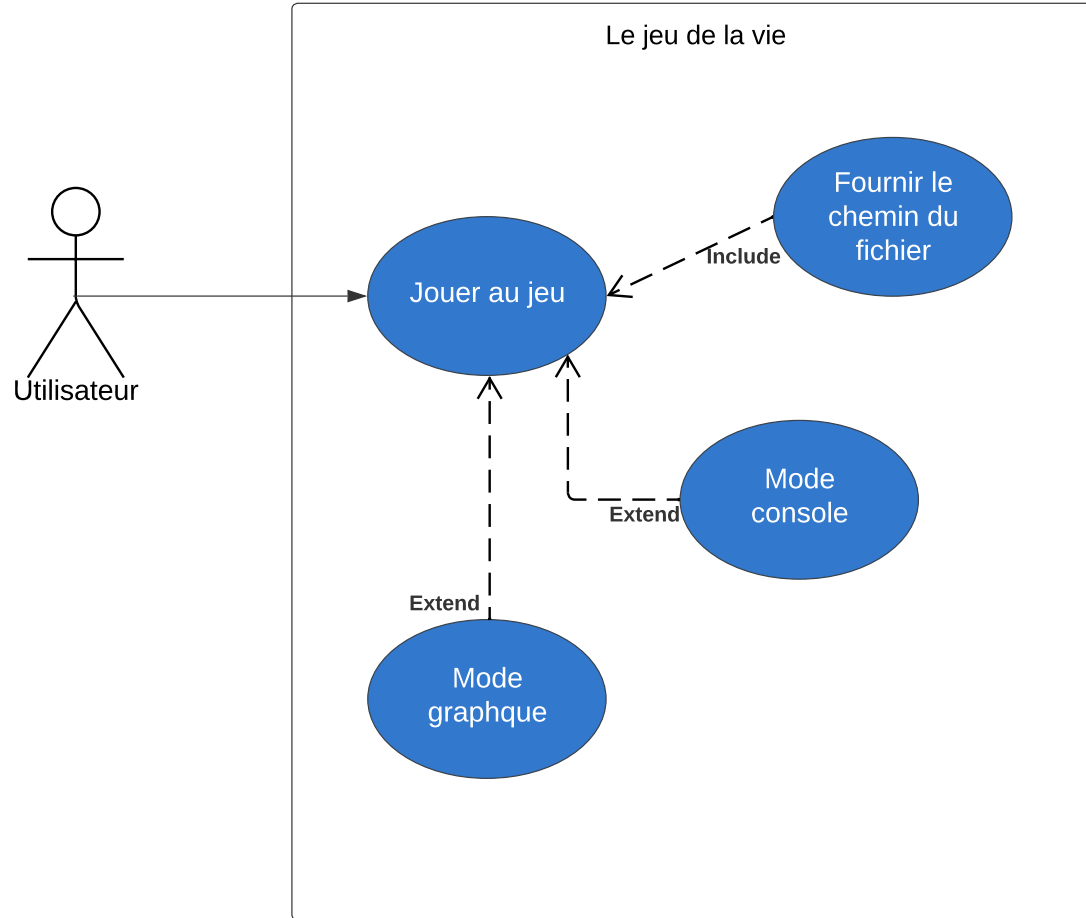 Le jeu de la vie
Fournir le
chemin du
fichier
Include
Jouer au jeu
Utilisateur
Mode
console
Extend
Extend
Mode
graphque